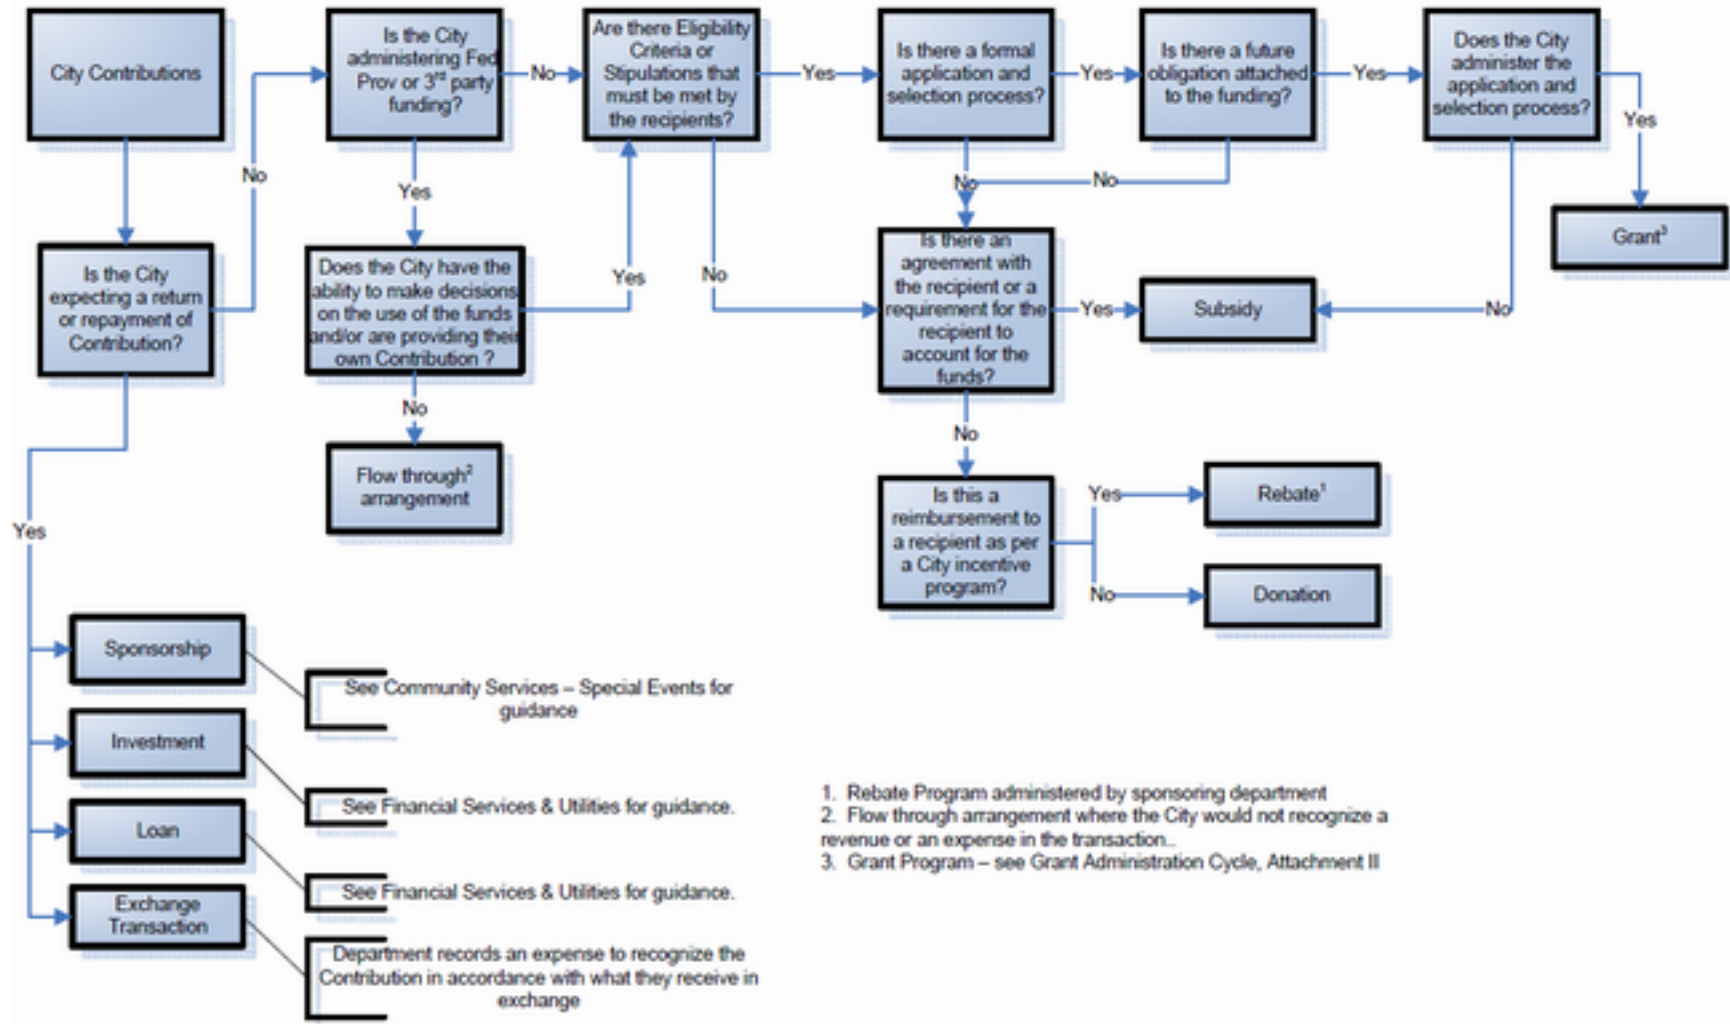 City Contributions
Is the City
administering Fed
Prov or 3rd party
funding?
Are there Eligibility
Criteria or
Stipulations that
must be met by
the recipients?
Is there a formal
application and
selection process?
Is there a future
obligation attached
to the funding?
Does the City
administer the
application and
selection process?
No
Yes
Yes
Yes
Yes
No
Yes
No
No
Is the City
expecting a return
or repayment of
Contribution?
Does the City have the
ability to make decisions
on the use of the funds
and/or are providing their
own Contribution ?
Yes
No
Is there an
agreement with
the recipient or a
requirement for the
recipient to
account for the
funds?
Yes
Subsidy
No
Grant3
No
Flow through2
arrangement
No
Is this a
reimbursement to
a recipient as per
a City incentive
program?
Yes
Rebate1
No
Donation
Yes
Sponsorship
See Community Services – Special Events for
guidance
Investment
See Financial Services & Utilities for guidance.
Loan
See Financial Services & Utilities for guidance.
Exchange
Transaction
Department records an expense to recognize the
Contribution in accordance with what they receive in
exchange
1. Rebate Program administered by sponsoring department
2. Flow through arrangement where the City would not recognize a
revenue or an expense in the transaction..
3. Grant Program – see Grant Administration Cycle, Attachment II